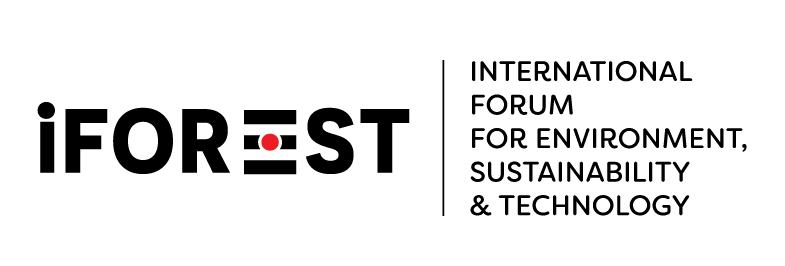 iFOREST
INTERNATIONAL
FORUM
FOR ENVIRONMENT,
SUSTAINABILITY
& TECHNOLOGY